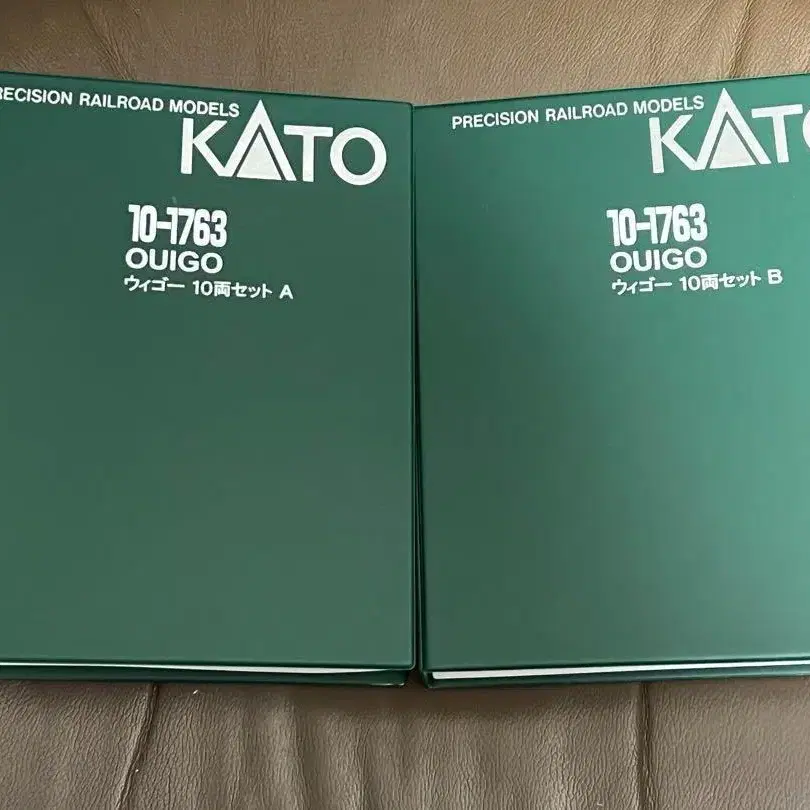 RECISION RAILROAD MODELS
KATO
10-1763
OUIGO
ウィゴー 10両セット A
PRECISION RAILROAD MODELS
KATO
10-1763
OUIGO
ウィゴー 10両セット B